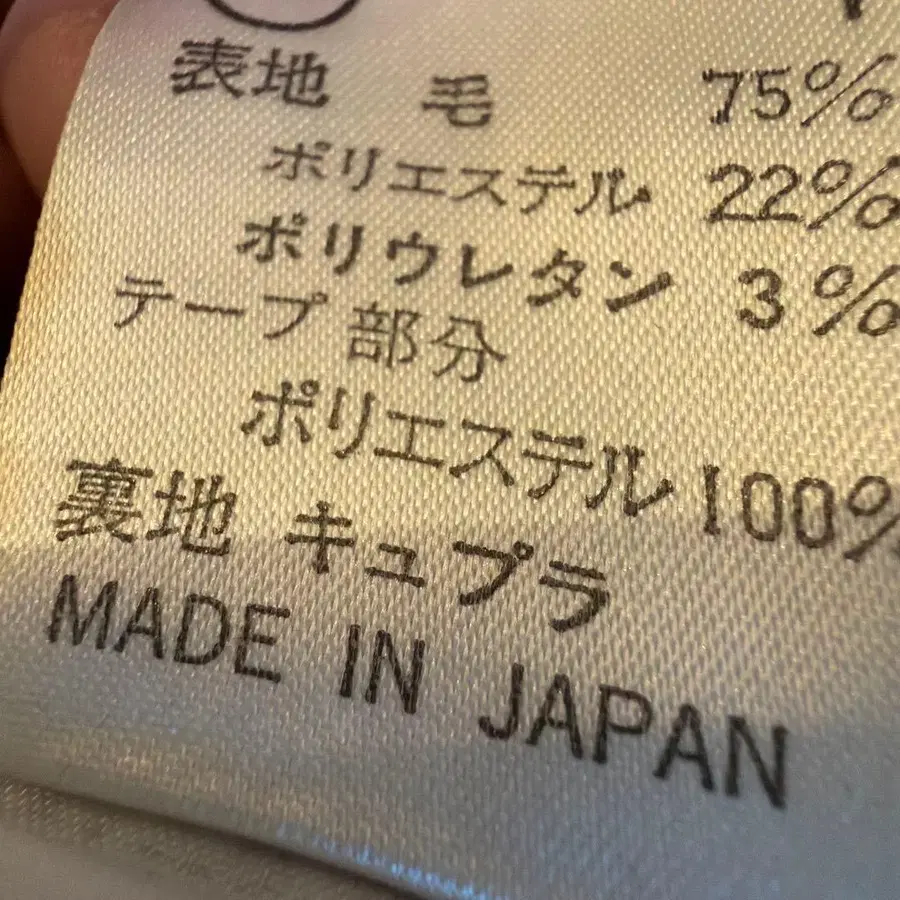 表地 毛 75%
ポリエステル 22%
ポリウレタン 3%
テープ部分
ポリエステル 100%
裏地 キュプラ
MADE IN JAPAN